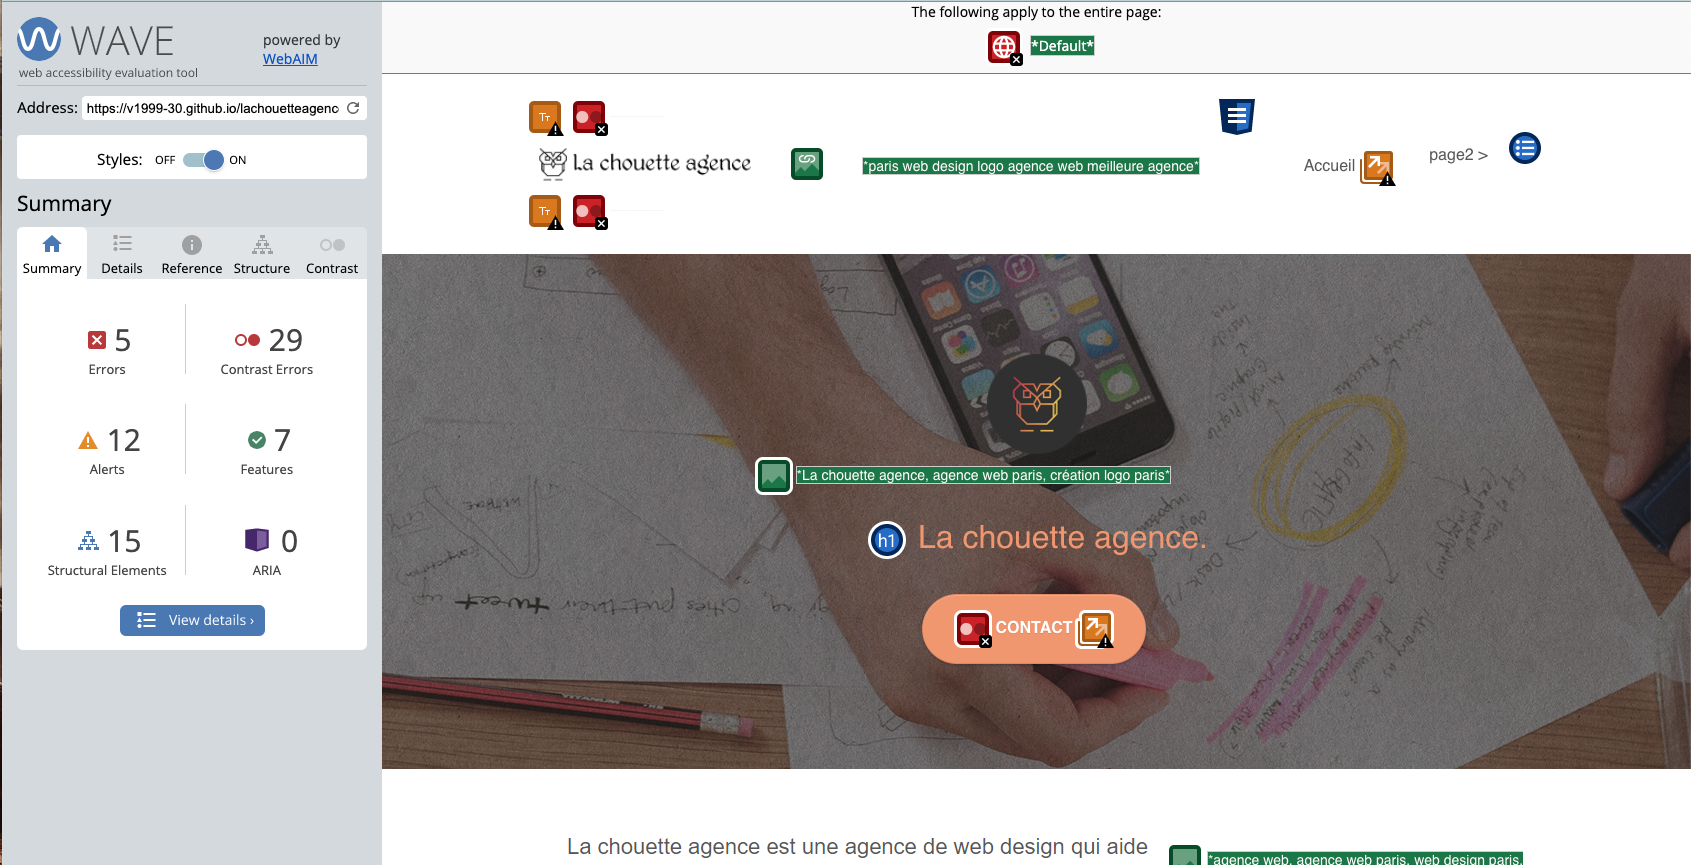 WAVE
web accessibility evaluation tool
powered by
WebAIM
Address: https://v1999-30.github.io/lachouetteagenc
Styles: OFF ON
Summary
Summary Details Reference Structure Contrast
5
Errors
29
Contrast Errors
12
Alerts
7
Features
15
Structural Elements
0
ARIA
View details ›
The following apply to the entire page:
*Default*
La chouette agence
*paris web design logo agence web meilleure agence*
Accueil
page2 >
*La chouette agence, agence web paris, création logo paris*
h1 La chouette agence.
CONTACT
La chouette agence est une agence de web design qui aide
*agence web, agence web paris, web design paris,